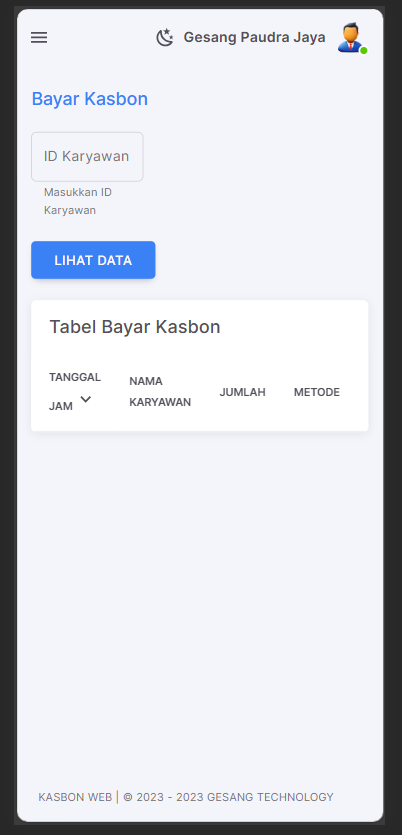 Gesang Paudra Jaya
Bayar Kasbon
ID Karyawan
Masukkan ID
Karyawan
LIHAT DATA
Tabel Bayar Kasbon
TANGGAL
JAM
NAMA
KARYAWAN
JUMLAH
METODE
KASBON WEB | © 2023 - 2023 GESANG TECHNOLOGY